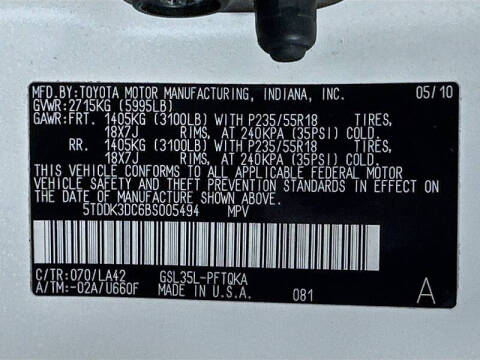 MFD.BY:TOYOTA MOTOR MANUFACTURING, INDIANA, INC. 05/10
GVWR:2715KG (5995LB)
GAWR:FRT. 1405KG (3100LB) WITH P235/55R18 TIRES,
18X7J RIMS, AT 240KPA (35PSI) COLD.
RR. 1405KG (3100LB) WITH P235/55R18 TIRES,
18X7J RIMS, AT 240KPA (35PSI) COLD.
THIS VEHICLE CONFORMS TO ALL APPLICABLE FEDERAL MOTOR
VEHICLE SAFETY AND THEFT PREVENTION STANDARDS IN EFFECT ON
THE DATE OF MANUFACTURE SHOWN ABOVE.
5TDDK3DC6BS005494 MPV
C/TR:070/LA42 GSL35L-PFTQKA
A/TM:-02A/U660F MADE IN U.S.A. 081 A